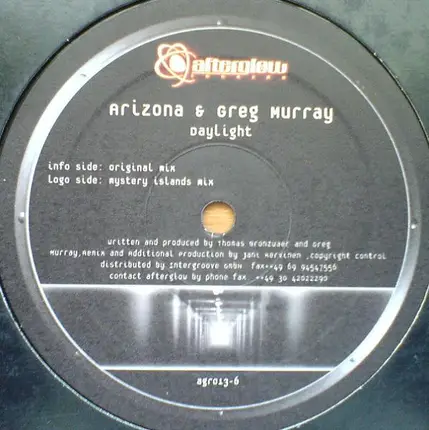 afterglow
records
Arizona & Greg Murray
Daylight
info side: original mix
Logo side: mystery islands mix
written and produced by Thomas Bronzwaer and Greg
Murray,Remix and Additional production by Jani Kervinen ,copyright control
distributed by Intergroove GmbH fax++49 69 94547556
contact afterglow by phone fax ++49 30 42022290
agr013-6